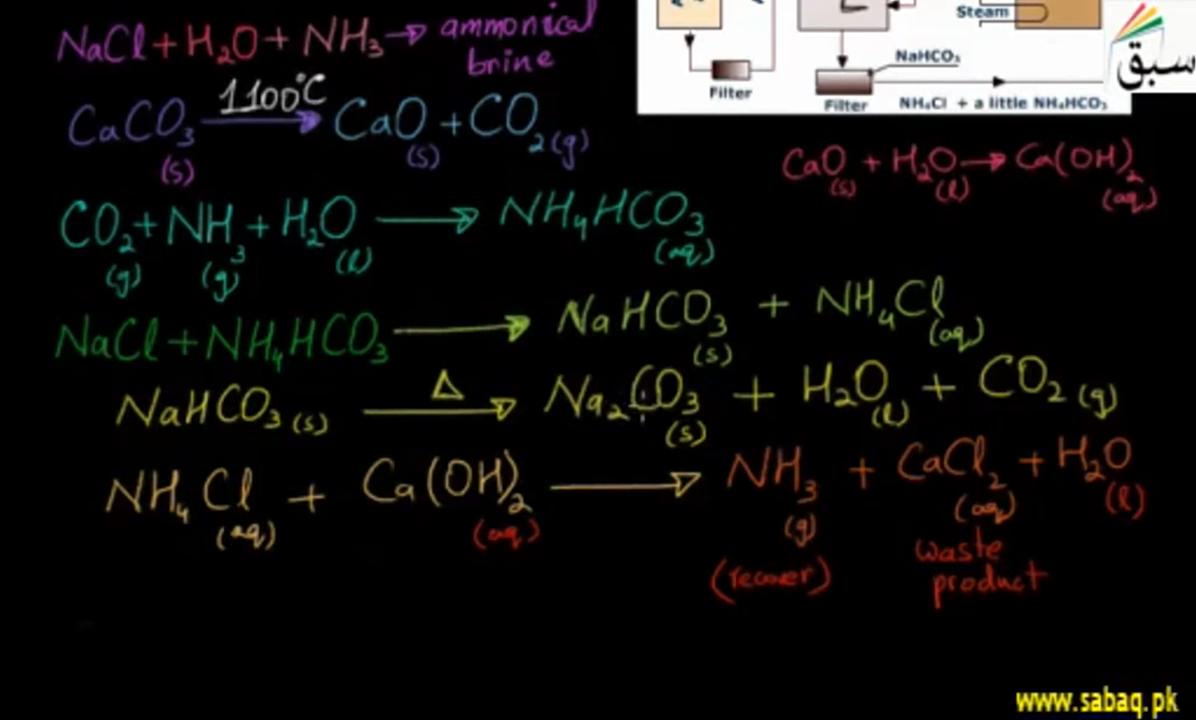 NaCl + H₂O + NH₃ → ammonical brine
Steam
NaHCO₃
Filter
Filter
NH₄Cl + a little NH₄HCO₃
سبق
CaCO₃(s) 1100°C → CaO(s) + CO₂(g)
CaO(s) + H₂O(l) → Ca(OH)₂(aq)
CO₂(g) + NH₃(g) + H₂O(l) → NH₄HCO₃(aq)
NaCl + NH₄HCO₃ → NaHCO₃(s) + NH₄Cl(aq)
NaHCO₃(s) Δ → Na₂CO₃(s) + H₂O(l) + CO₂(g)
NH₄Cl(aq) + Ca(OH)₂(aq) → NH₃(g) + CaCl₂(aq) + H₂O(l)
(recover)
waste product
www.sabaq.pk